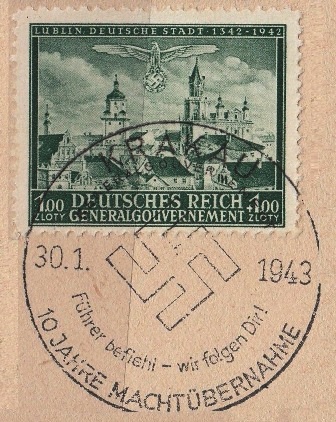 LUBLIN, DEUTSCHE STADT · 1342 - 1942
KRAKAU
1.00 ZLOTY
DEUTSCHES REICH
GENERALGOUVERNEMENT
+1.00 ZLOTY
30.1.
1943
Führer befiehl – wir folgen Dir!
10 JAHRE MACHTÜBERNAHME